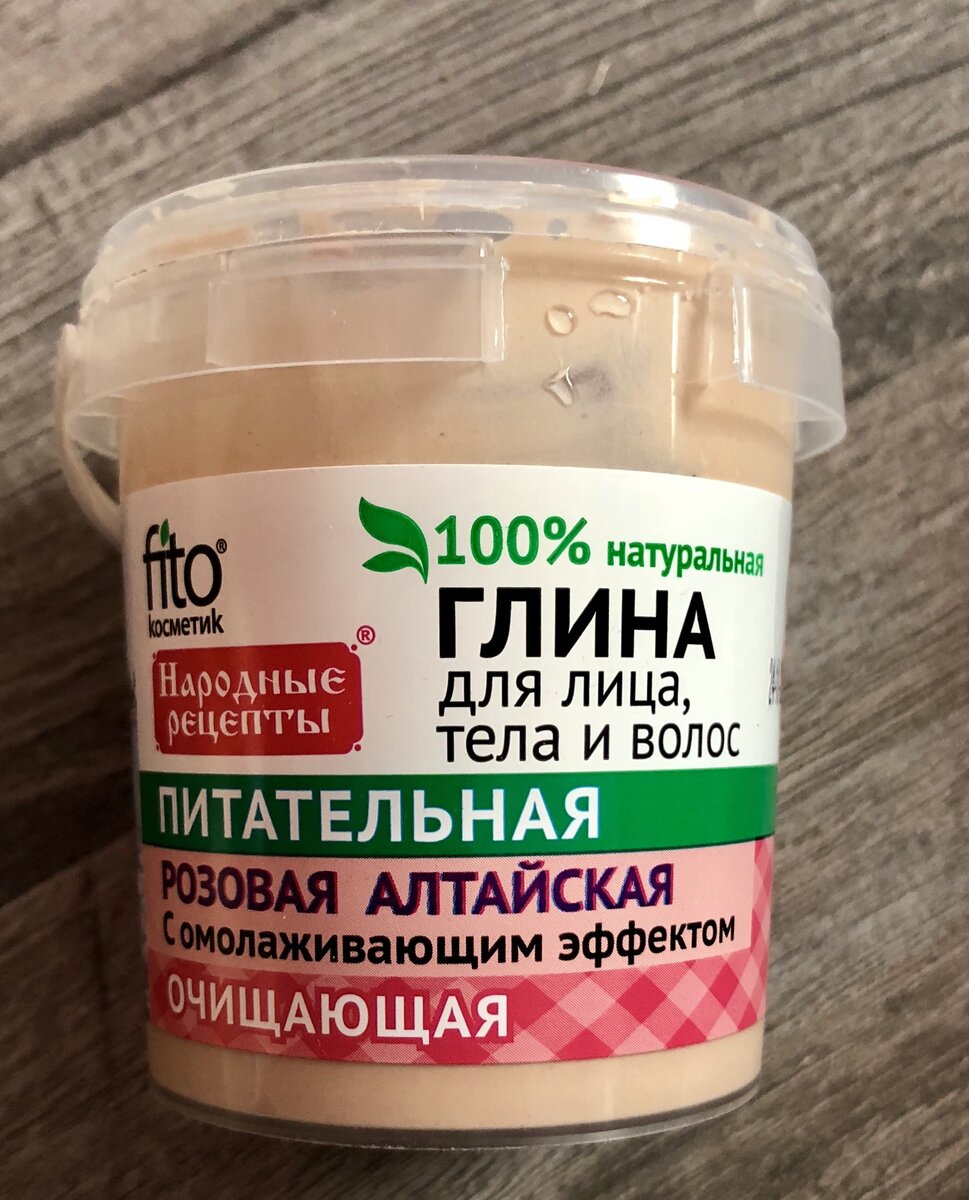 fito®
косметик
Народные
рецепты
®
100% натуральная
ГЛИНА
для лица,
тела и волос
ПИТАТЕЛЬНАЯ
РОЗОВАЯ АЛТАЙСКАЯ
С омолаживающим эффектом
ОЧИЩАЮЩАЯ